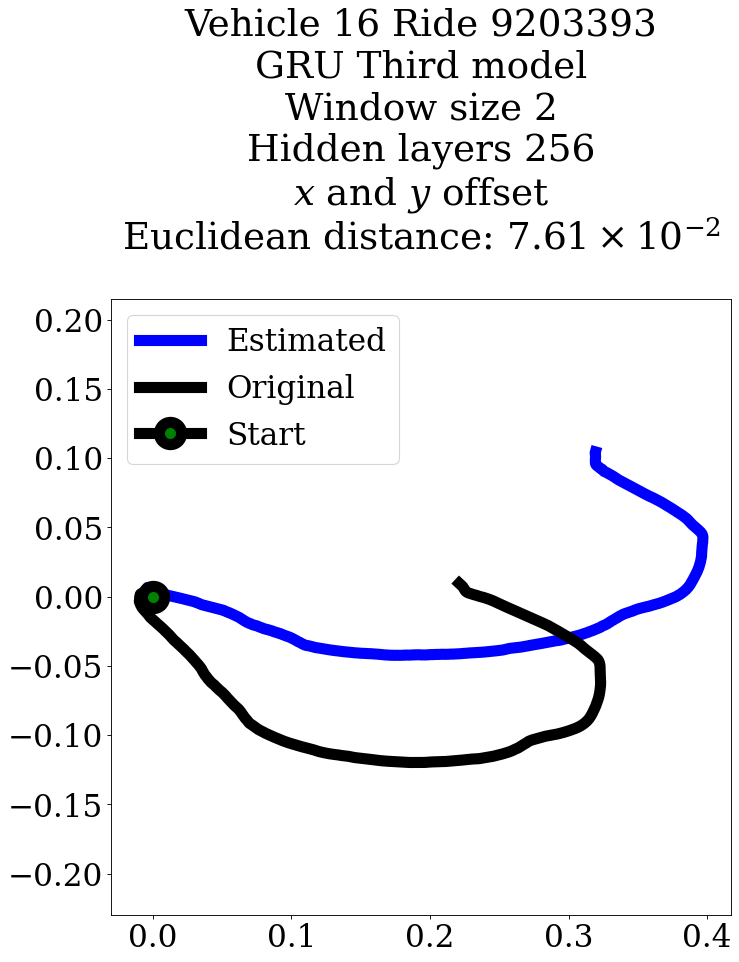 Vehicle 16 Ride 9203393
GRU Third model
Window size 2
Hidden layers 256
x and y offset
Euclidean distance: 7.61 × 10⁻²
Estimated
Original
Start
0.20
0.15
0.10
0.05
0.00
−0.05
−0.10
−0.15
−0.20
0.0 0.1 0.2 0.3 0.4